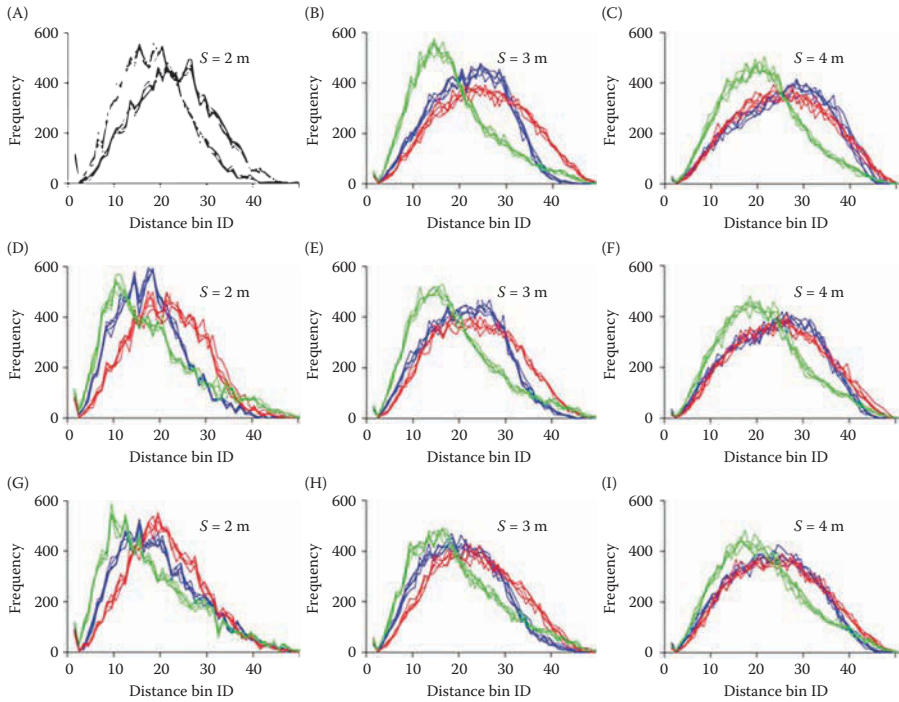 (A)
Frequency
600
400
200
0
S = 2 m
0 10 20 30 40
Distance bin ID
(B)
Frequency
600
400
200
0
S = 3 m
0 10 20 30 40
Distance bin ID
(C)
Frequency
600
400
200
0
S = 4 m
0 10 20 30 40
Distance bin ID
(D)
Frequency
600
400
200
0
S = 2 m
0 10 20 30 40
Distance bin ID
(E)
Frequency
600
400
200
0
S = 3 m
0 10 20 30 40
Distance bin ID
(F)
Frequency
600
400
200
0
S = 4 m
0 10 20 30 40
Distance bin ID
(G)
Frequency
600
400
200
0
S = 2 m
0 10 20 30 40
Distance bin ID
(H)
Frequency
600
400
200
0
S = 3 m
0 10 20 30 40
Distance bin ID
(I)
Frequency
600
400
200
0
S = 4 m
0 10 20 30 40
Distance bin ID